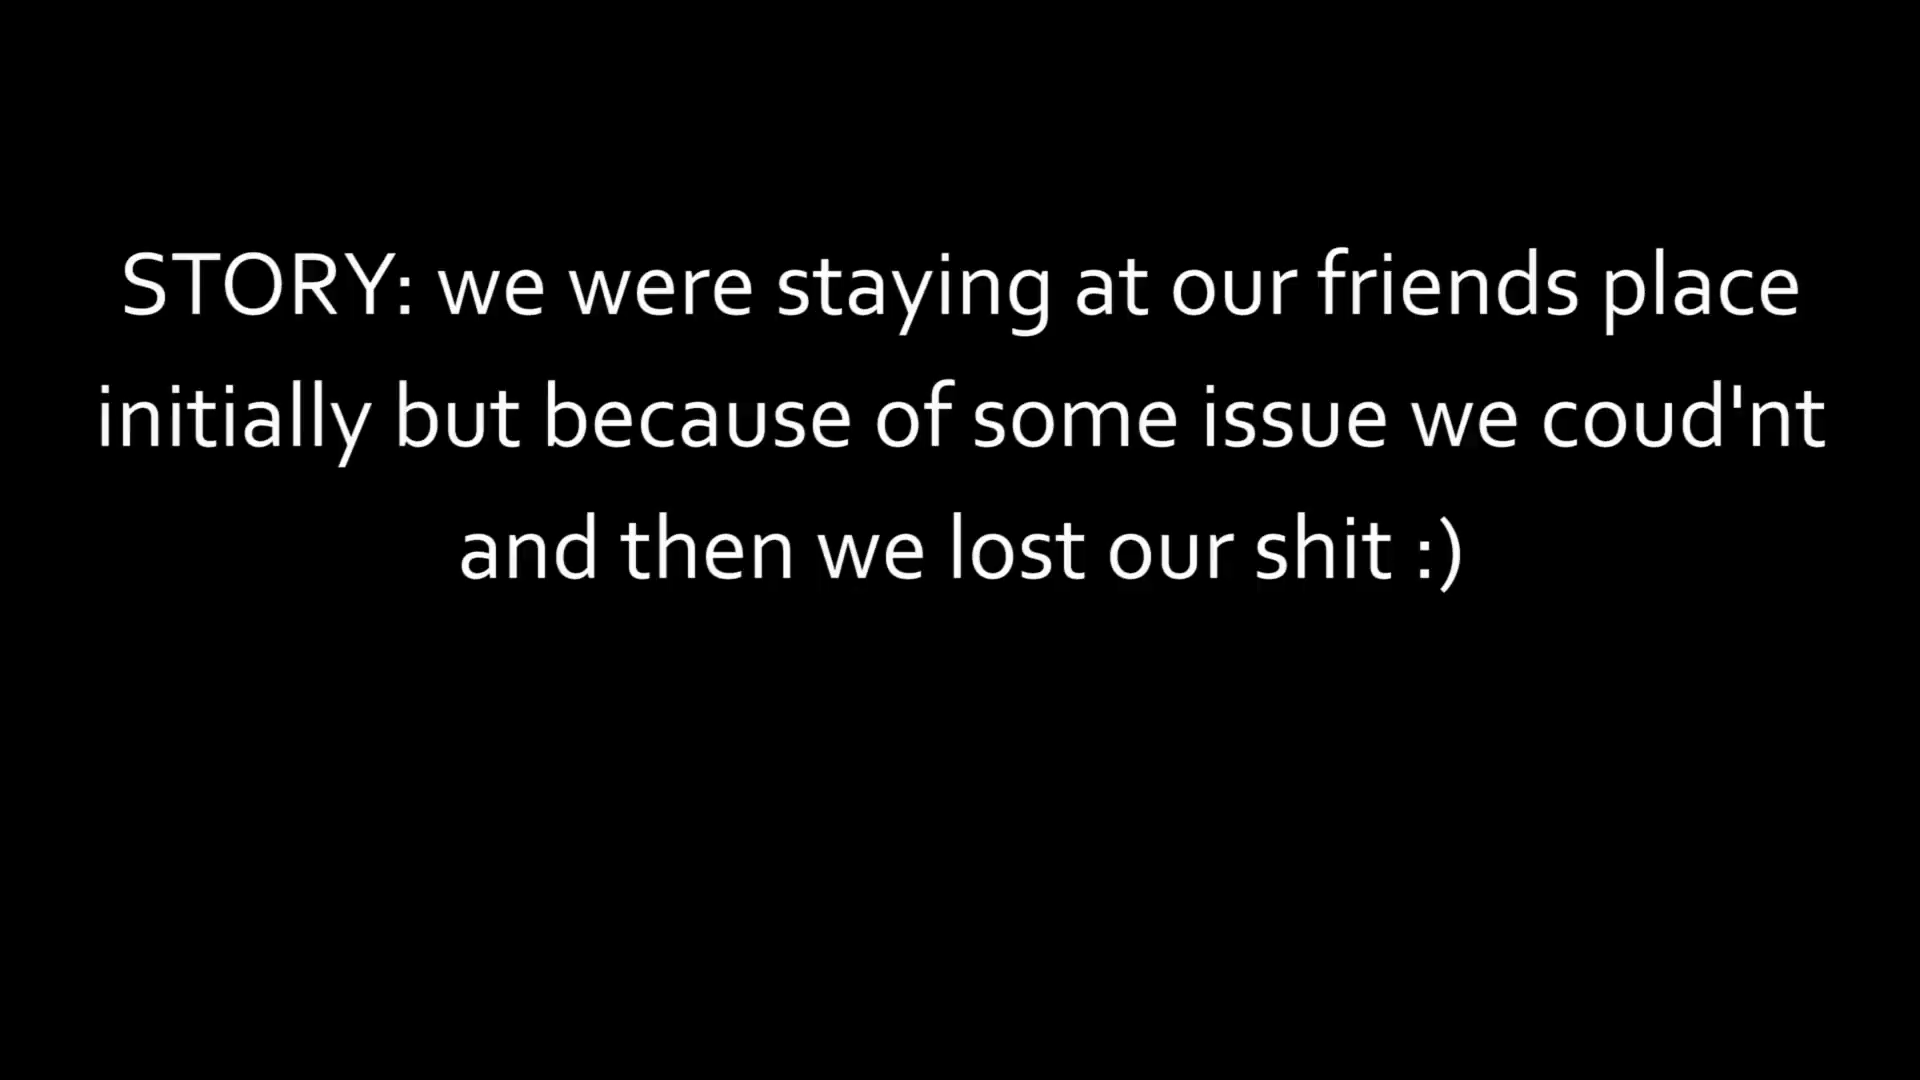 STORY: we were staying at our friends place
initially but because of some issue we coud'nt
and then we lost our shit :)